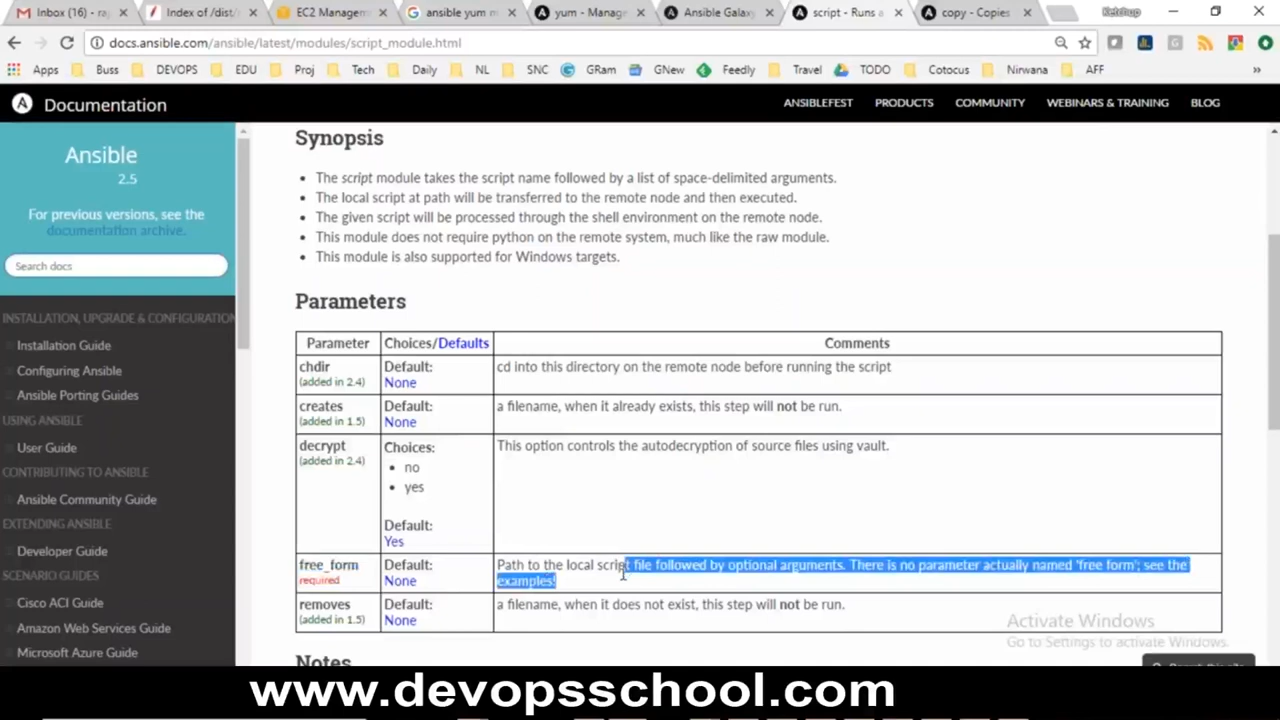 Inbox (16) - raj
Index of /dist/
EC2 Managem
ansible yum m
yum - Manage
Ansible Galaxy
script - Runs a
copy - Copies
Ketchup
docs.ansible.com/ansible/latest/modules/script_module.html
Apps Buss DEVOPS EDU Proj Tech Daily NL SNC GRam GNew Feedly Travel TODO Cotocus Nirwana AFF »
Documentation
ANSIBLEFEST PRODUCTS COMMUNITY WEBINARS & TRAINING BLOG
Ansible
2.5
For previous versions, see the
documentation archive.
Search docs
INSTALLATION, UPGRADE & CONFIGURATION
Installation Guide
Configuring Ansible
Ansible Porting Guides
USING ANSIBLE
User Guide
CONTRIBUTING TO ANSIBLE
Ansible Community Guide
EXTENDING ANSIBLE
Developer Guide
SCENARIO GUIDES
Cisco ACI Guide
Amazon Web Services Guide
Microsoft Azure Guide
Synopsis
• The script module takes the script name followed by a list of space-delimited arguments.
• The local script at path will be transferred to the remote node and then executed.
• The given script will be processed through the shell environment on the remote node.
• This module does not require python on the remote system, much like the raw module.
• This module is also supported for Windows targets.
Parameters
Parameter Choices/Defaults Comments
chdir
(added in 2.4)
Default:
None
cd into this directory on the remote node before running the script
creates
(added in 1.5)
Default:
None
a filename, when it already exists, this step will not be run.
decrypt
(added in 2.4)
Choices:
• no
• yes
Default:
Yes
This option controls the autodecryption of source files using vault.
free_form
required
Default:
None
Path to the local script file followed by optional arguments. There is no parameter actually named 'free form'; see the
examples!
removes
(added in 1.5)
Default:
None
a filename, when it does not exist, this step will not be run.
Notes
Activate Windows
Go to Settings to activate Windows.
www.devopsschool.com